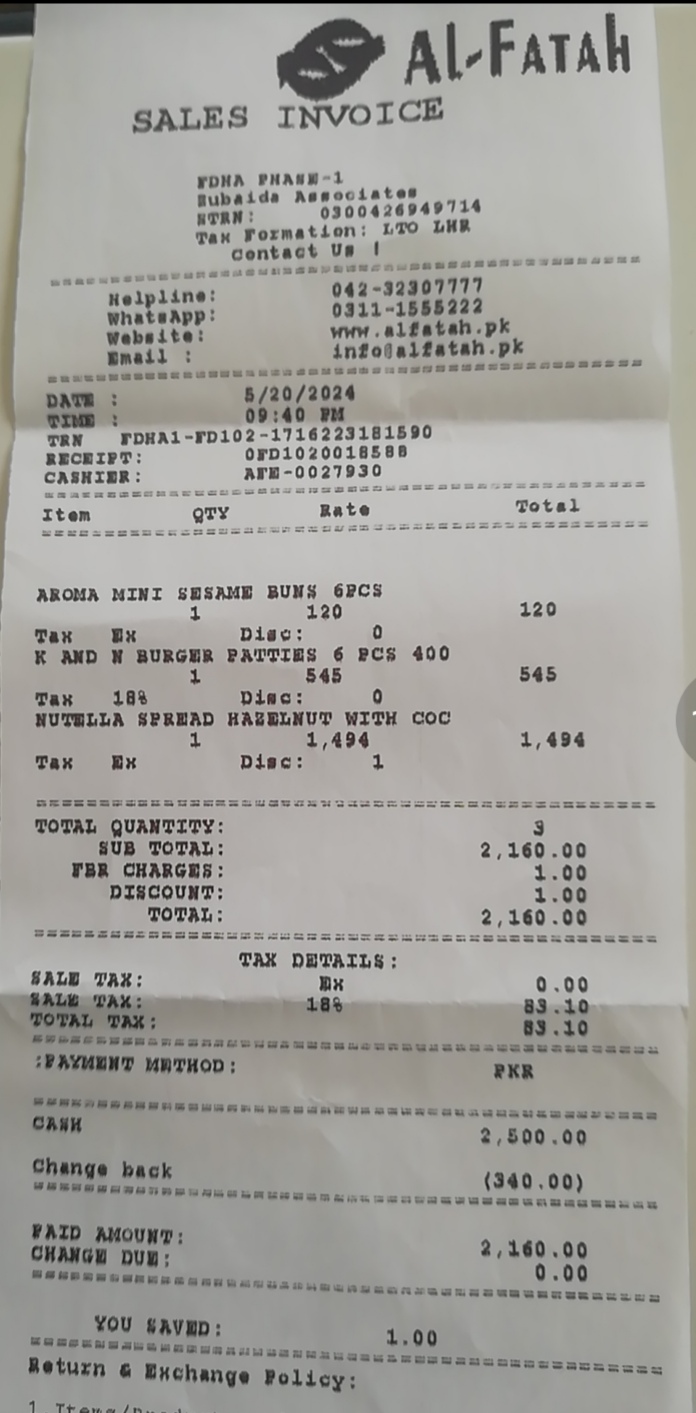 Al-Fatah
SALES INVOICE
FDHA PHASE-1
Subaida Associates
STRN: 0300426949714
Tax Formation: LTO LHR
Contact Us !
Helpline: 042-32307777
WhatsApp: 0311-1555222
Website: www.alfatah.pk
Email : info@alfatah.pk
DATE : 5/20/2024
TIME : 09:40 PM
TRN FDHA1-FD102-1716223181590
RECEIPT: 0FD1020018588
CASHIER: AFE-0027930
Item QTY Rate Total
AROMA MINI SESAME BUNS 6PCS
1 120 120
Tax Ex Disc: 0
K AND N BURGER PATTIES 6 PCS 400
1 545 545
Tax 18% Disc: 0
NUTELLA SPREAD HAZELNUT WITH COC
1 1,494 1,494
Tax Ex Disc: 1
TOTAL QUANTITY: 3
SUB TOTAL: 2,160.00
FBR CHARGES: 1.00
DISCOUNT: 1.00
TOTAL: 2,160.00
TAX DETAILS:
SALE TAX: Ex 0.00
SALE TAX: 18% 83.10
TOTAL TAX: 83.10
:PAYMENT METHOD: PKR
CASH 2,500.00
Change back (340.00)
PAID AMOUNT: 2,160.00
CHANGE DUE: 0.00
YOU SAVED: 1.00
Return & Exchange Policy: